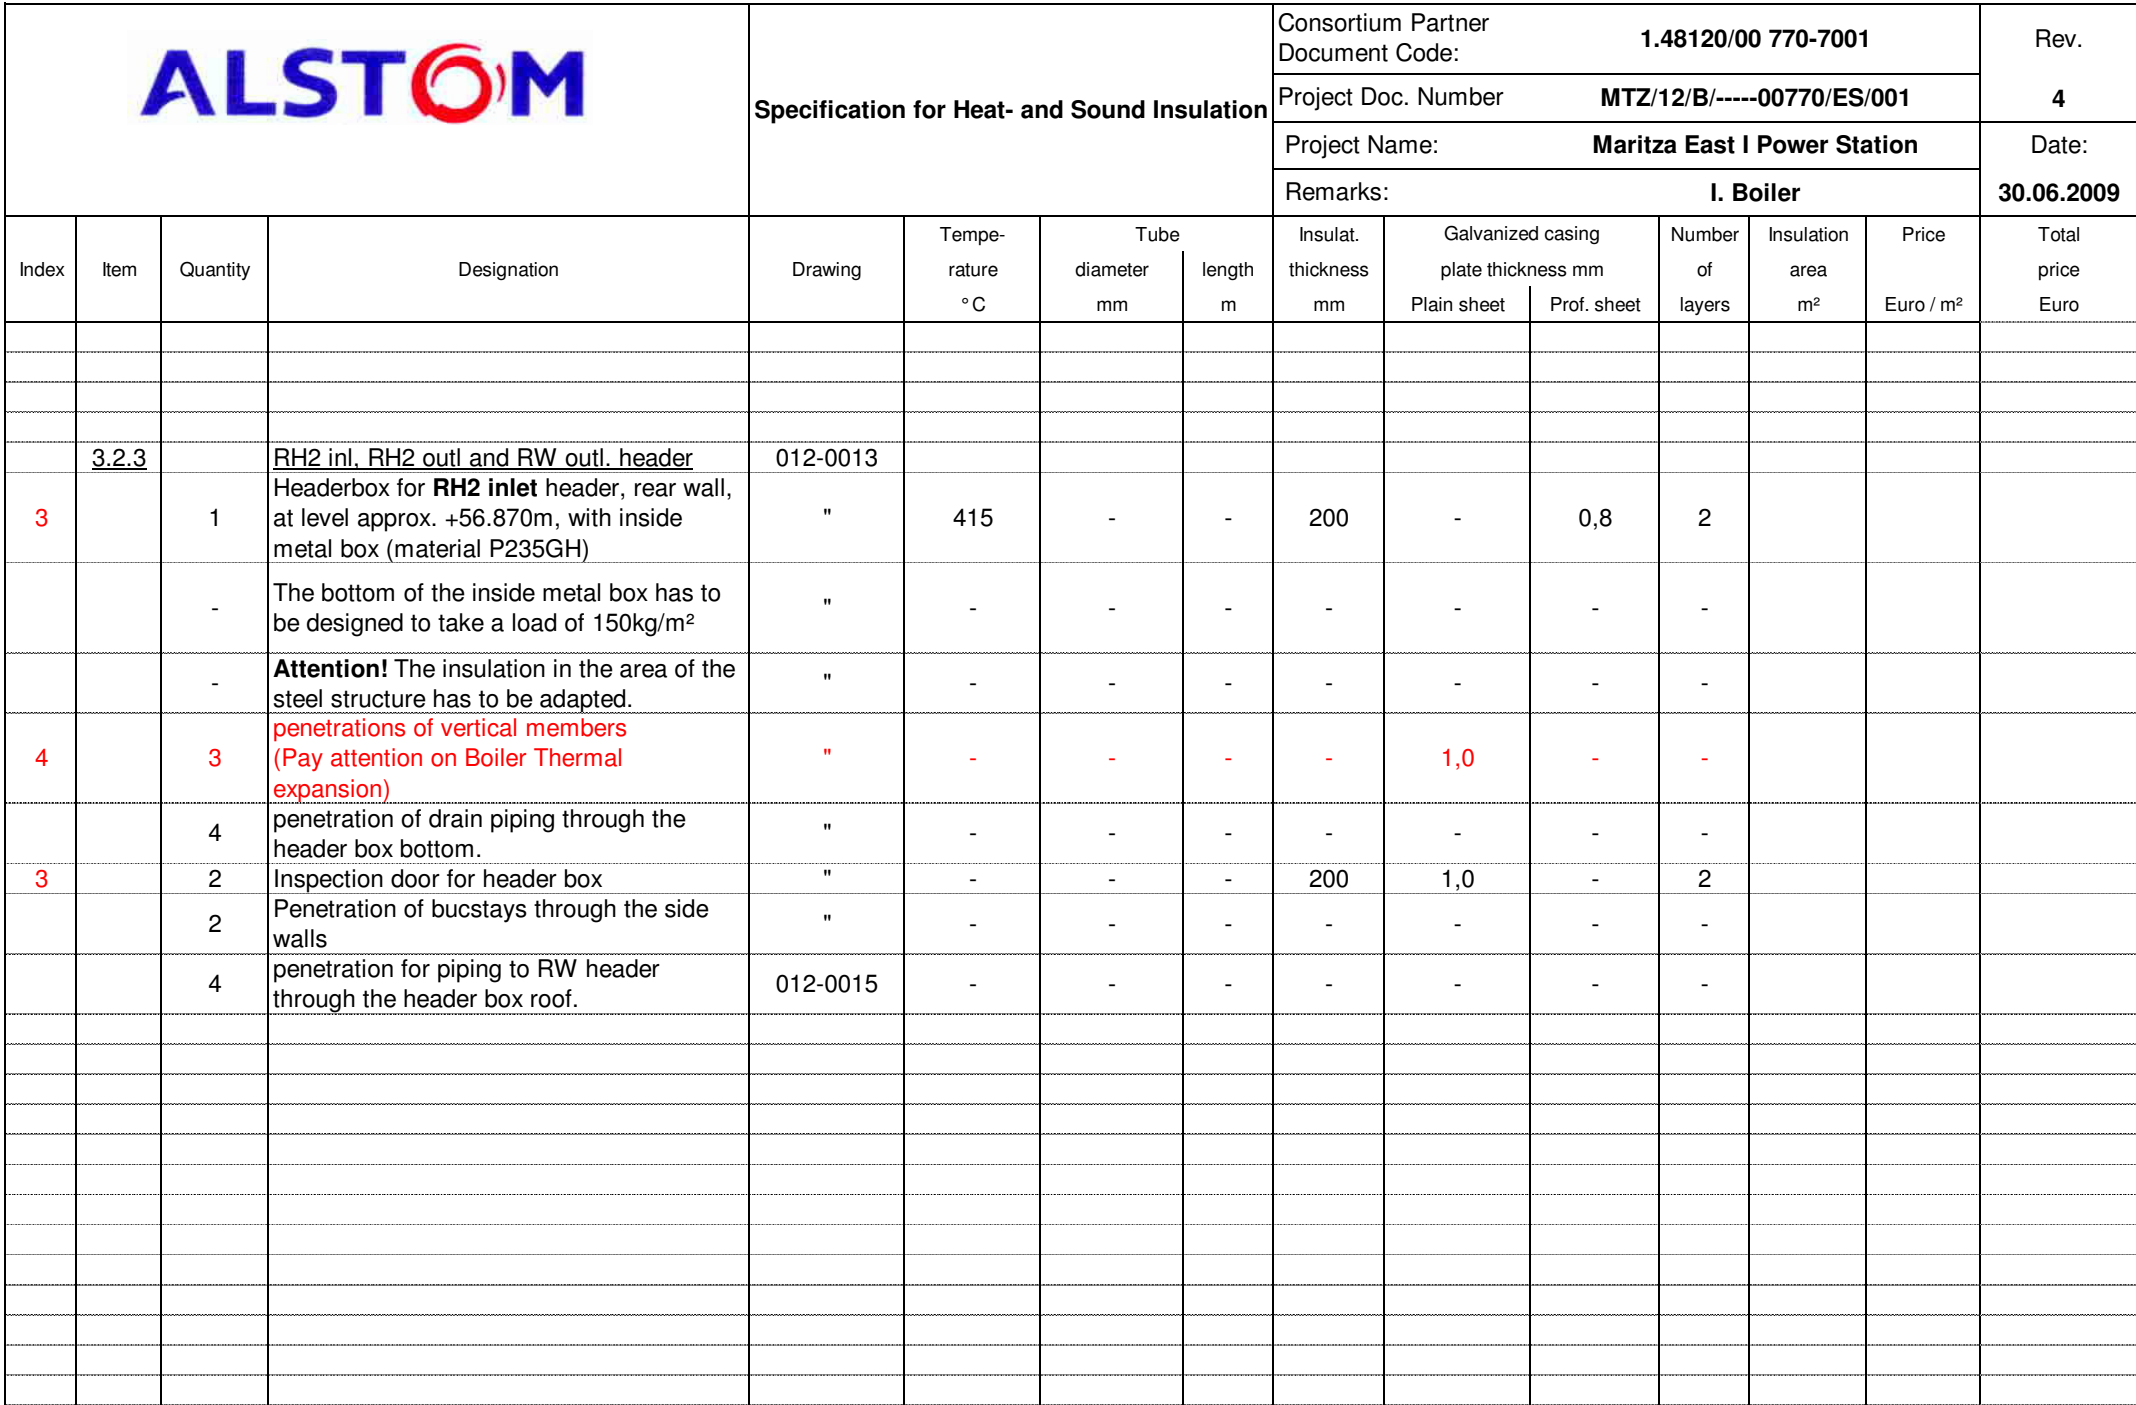 ALSTOM
Specification for Heat- and Sound Insulation
Consortium Partner
Document Code:
1.48120/00 770-7001
Rev.
Project Doc. Number
MTZ/12/B/-----00770/ES/001
4
Project Name:
Maritza East I Power Station
Date:
Remarks:
I. Boiler
30.06.2009
Index Item Quantity Designation Drawing
Tempe-
rature
°C
Tube
diameter
mm
length
m
Insulat.
thickness
mm
Galvanized casing
plate thickness mm
Plain sheet Prof. sheet
Number
of
layers
Insulation
area
m²
Price
Euro / m²
Total
price
Euro
3.2.3 RH2 inl, RH2 outl and RW outl. header 012-0013
Headerbox for RH2 inlet header, rear wall,
3 1 at level approx. +56.870m, with inside " 415 - - 200 - 0,8 2
metal box (material P235GH)
The bottom of the inside metal box has to
- be designed to take a load of 150kg/m² " - - - - - - -
Attention! The insulation in the area of the
- steel structure has to be adapted. " - - - - - - -
penetrations of vertical members
4 3 (Pay attention on Boiler Thermal " - - - - 1,0 - -
expansion)
penetration of drain piping through the
4 header box bottom. " - - - - - - -
3 2 Inspection door for header box " - - - 200 1,0 - 2
Penetration of bucstays through the side
2 walls " - - - - - - -
penetration for piping to RW header
4 through the header box roof. 012-0015 - - - - - - -